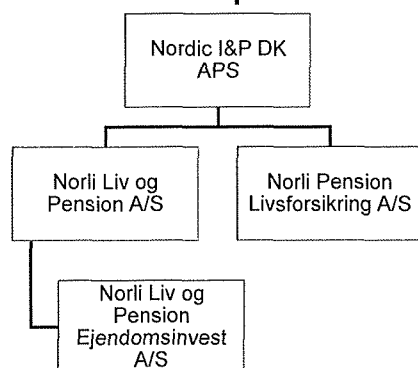 Nordic I&P DK
APS
Norli Liv og
Pension A/S
Norli Pension
Livsforsikring A/S
Norli Liv og
Pension
Ejendomsinvest
A/S